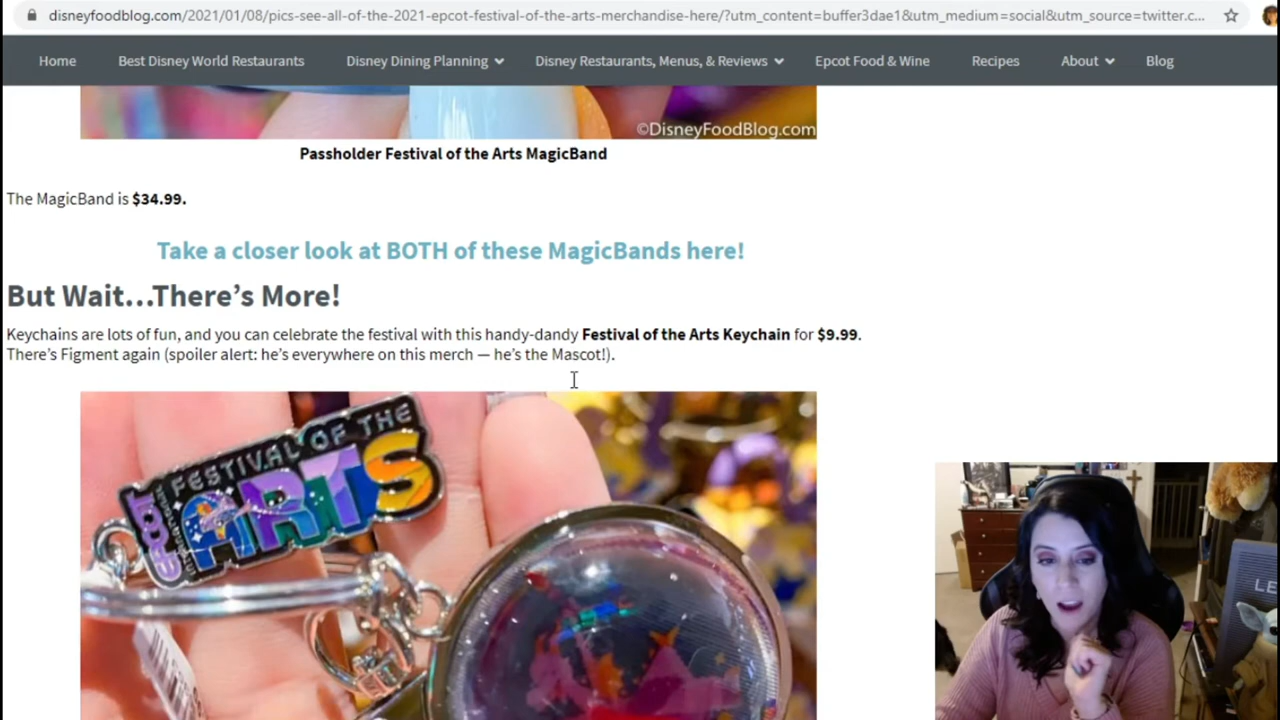 disneyfoodblog.com/2021/01/08/pics-see-all-of-the-2021-epcot-festival-of-the-arts-merchandise-here/?utm_content=buffer3dae1&utm_medium=social&utm_source=twitter.c...
Home Best Disney World Restaurants Disney Dining Planning Disney Restaurants, Menus, & Reviews Epcot Food & Wine Recipes About Blog
©DisneyFoodBlog.com
Passholder Festival of the Arts MagicBand
The MagicBand is $34.99.
Take a closer look at BOTH of these MagicBands here!
But Wait...There's More!
Keychains are lots of fun, and you can celebrate the festival with this handy-dandy Festival of the Arts Keychain for $9.99.
There's Figment again (spoiler alert: he's everywhere on this merch — he's the Mascot!).
FESTIVAL OF THE
ARTS
epcot
LE